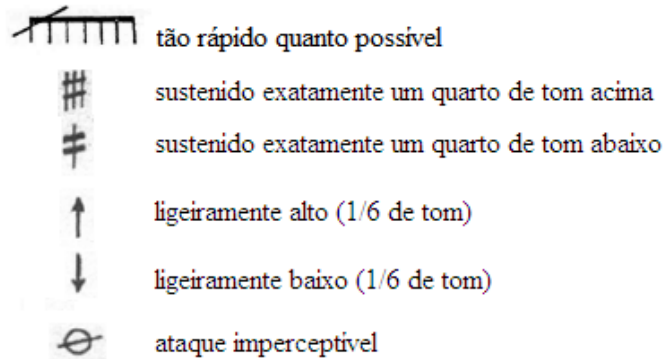 tão rápido quanto possível
sustenido exatamente um quarto de tom acima
sustenido exatamente um quarto de tom abaixo
ligeiramente alto (1/6 de tom)
ligeiramente baixo (1/6 de tom)
ataque imperceptível